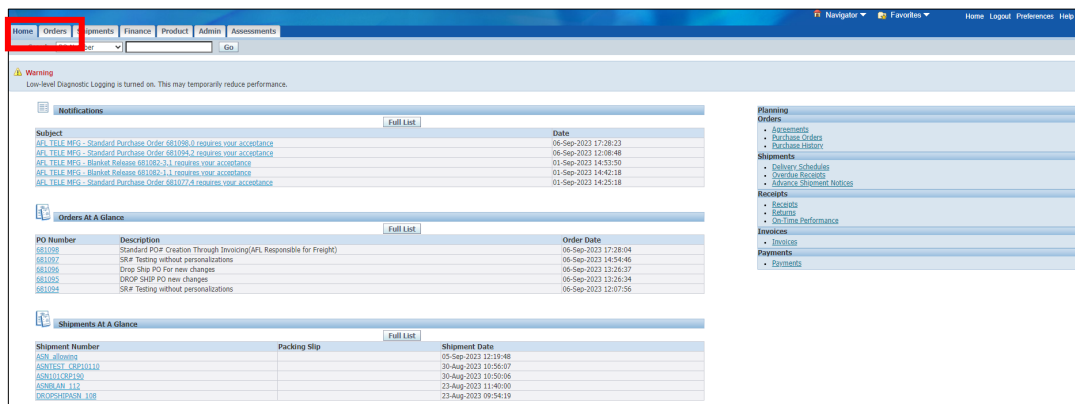 Navigator Favorites Home Logout Preferences Help
Home Orders Shipments Finance Product Admin Assessments
Go
Warning
Low-level Diagnostic Logging is turned on. This may temporarily reduce performance.
Notifications
Full List
Subject Date
AFL TELE MFG - Standard Purchase Order 681098,0 requires your acceptance 06-Sep-2023 17:28:23
AFL TELE MFG - Standard Purchase Order 681094,2 requires your acceptance 06-Sep-2023 12:08:48
AFL TELE MFG - Blanket Release 681082-3,1 requires your acceptance 01-Sep-2023 14:53:50
AFL TELE MFG - Blanket Release 681082-1,1 requires your acceptance 01-Sep-2023 14:42:18
AFL TELE MFG - Standard Purchase Order 681077,4 requires your acceptance 01-Sep-2023 14:25:18
Orders At A Glance
Full List
PO Number Description Order Date
681098 Standard PO# Creation Through Invoicing(AFL Responsible for Freight) 06-Sep-2023 17:28:04
681097 SR# Testing without personalizations 06-Sep-2023 14:54:46
681096 Drop Ship PO For new changes 06-Sep-2023 13:26:37
681095 DROP SHIP PO new changes 06-Sep-2023 13:26:34
681094 SR# Testing without personalizations 06-Sep-2023 12:07:56
Shipments At A Glance
Full List
Shipment Number Packing Slip Shipment Date
ASN_allowing 05-Sep-2023 12:19:48
ASNTEST_CRP10110 30-Aug-2023 10:56:07
ASN101CRP190 30-Aug-2023 10:50:06
ASNBLAN_112 23-Aug-2023 11:40:00
DROPSHIPASN_108 23-Aug-2023 09:54:19
Planning
Orders
Agreements
Purchase Orders
Purchase History
Shipments
Delivery Schedules
Overdue Receipts
Advance Shipment Notices
Receipts
Receipts
Returns
On-Time Performance
Invoices
Invoices
Payments
Payments